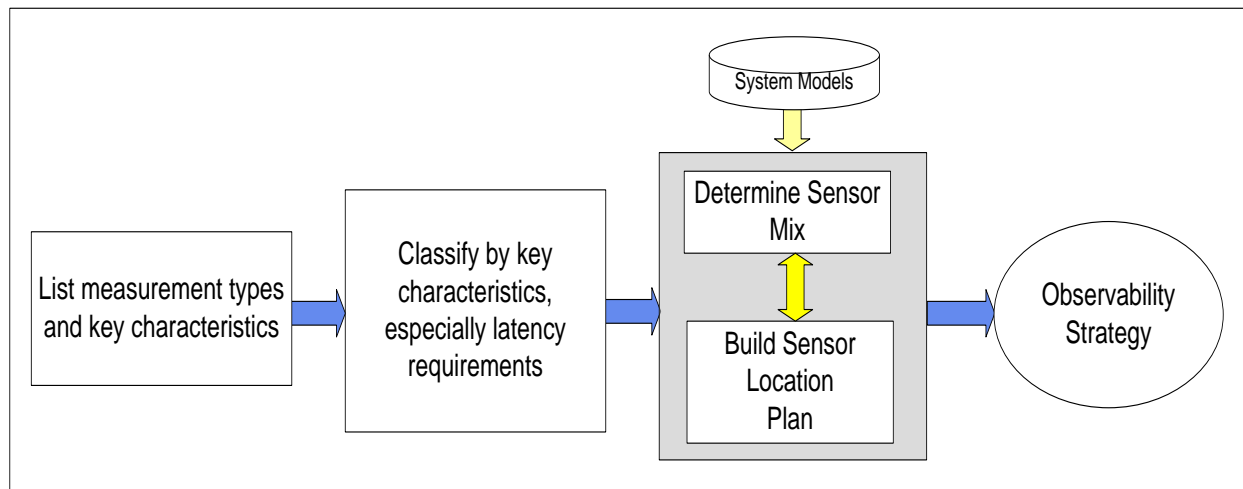 System Models
Determine Sensor
Mix
Build Sensor
Location
Plan
List measurement types
and key characteristics
Classify by key
characteristics,
especially latency
requirements
Observability
Strategy